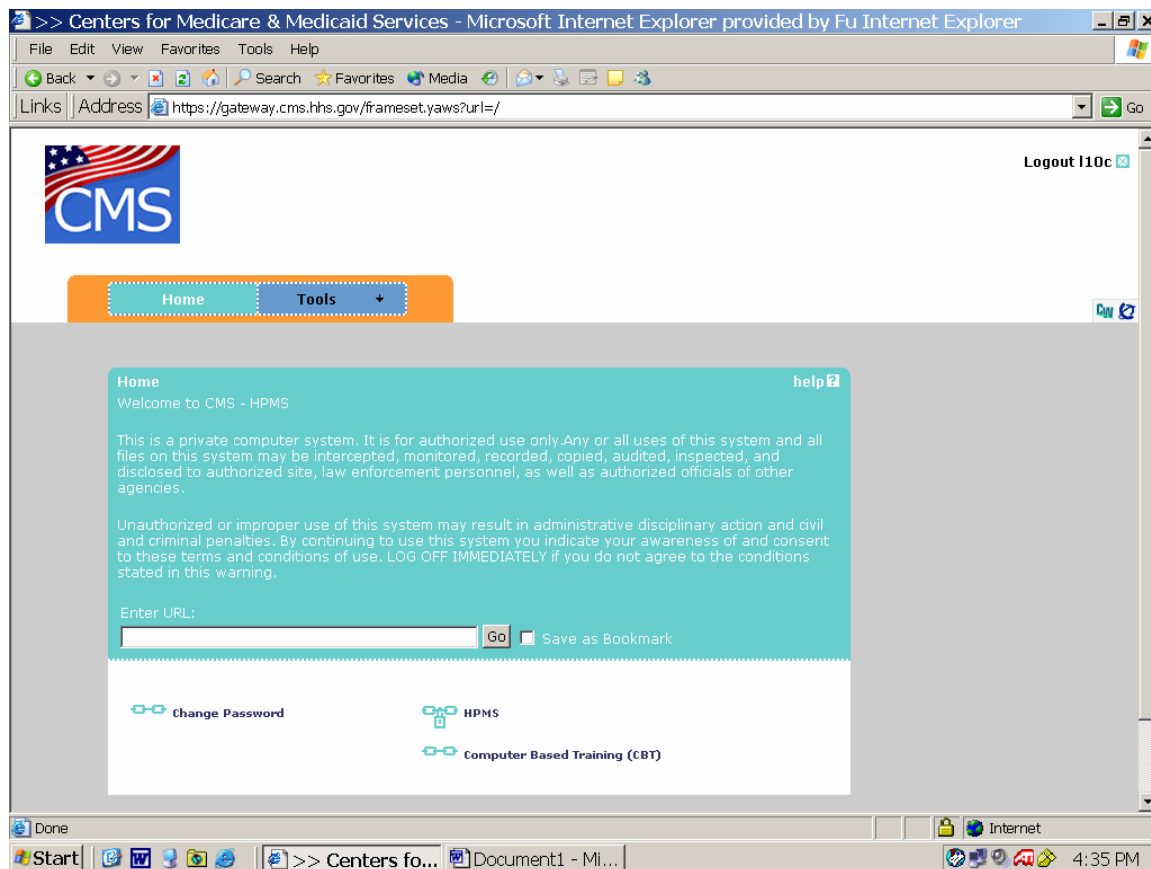 >> Centers for Medicare & Medicaid Services - Microsoft Internet Explorer provided by Fu Internet Explorer
File Edit View Favorites Tools Help
Back Search Favorites Media
Links Address https://gateway.cms.hhs.gov/frameset.yaws?url=/ Go
CMS
Logout l10c
Home Tools
CW
Home help?
Welcome to CMS - HPMS
This is a private computer system. It is for authorized use only.Any or all uses of this system and all
files on this system may be intercepted, monitored, recorded, copied, audited, inspected, and
disclosed to authorized site, law enforcement personnel, as well as authorized officials of other
agencies.
Unauthorized or improper use of this system may result in administrative disciplinary action and civil
and criminal penalties. By continuing to use this system you indicate your awareness of and consent
to these terms and conditions of use. LOG OFF IMMEDIATELY if you do not agree to the conditions
stated in this warning.
Enter URL:
Go Save as Bookmark
Change Password HPMS
Computer Based Training (CBT)
Done Internet
Start >> Centers fo... Document1 - Mi... 4:35 PM